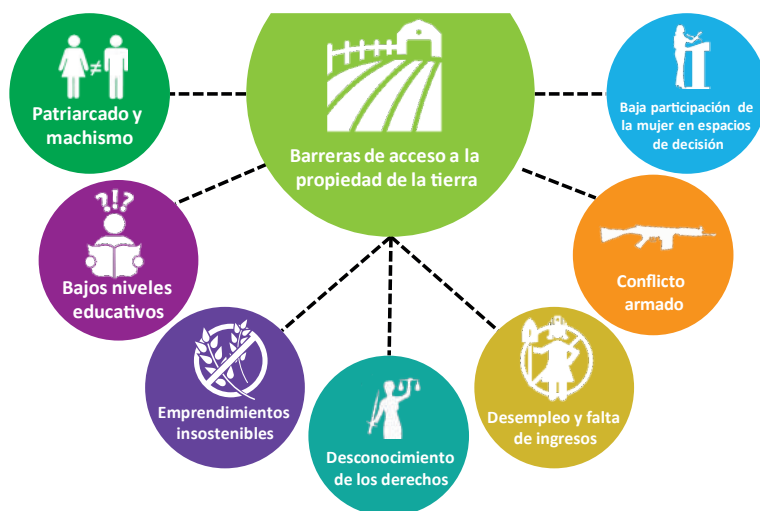 Patriarcado y
machismo
≠
Barreras de acceso a la
propiedad de la tierra
Baja participación de
la mujer en espacios
de decisión
?!?
Bajos niveles
educativos
Conflicto
armado
Emprendimientos
insostenibles
Desempleo y falta
de ingresos
Desconocimiento
de los derechos